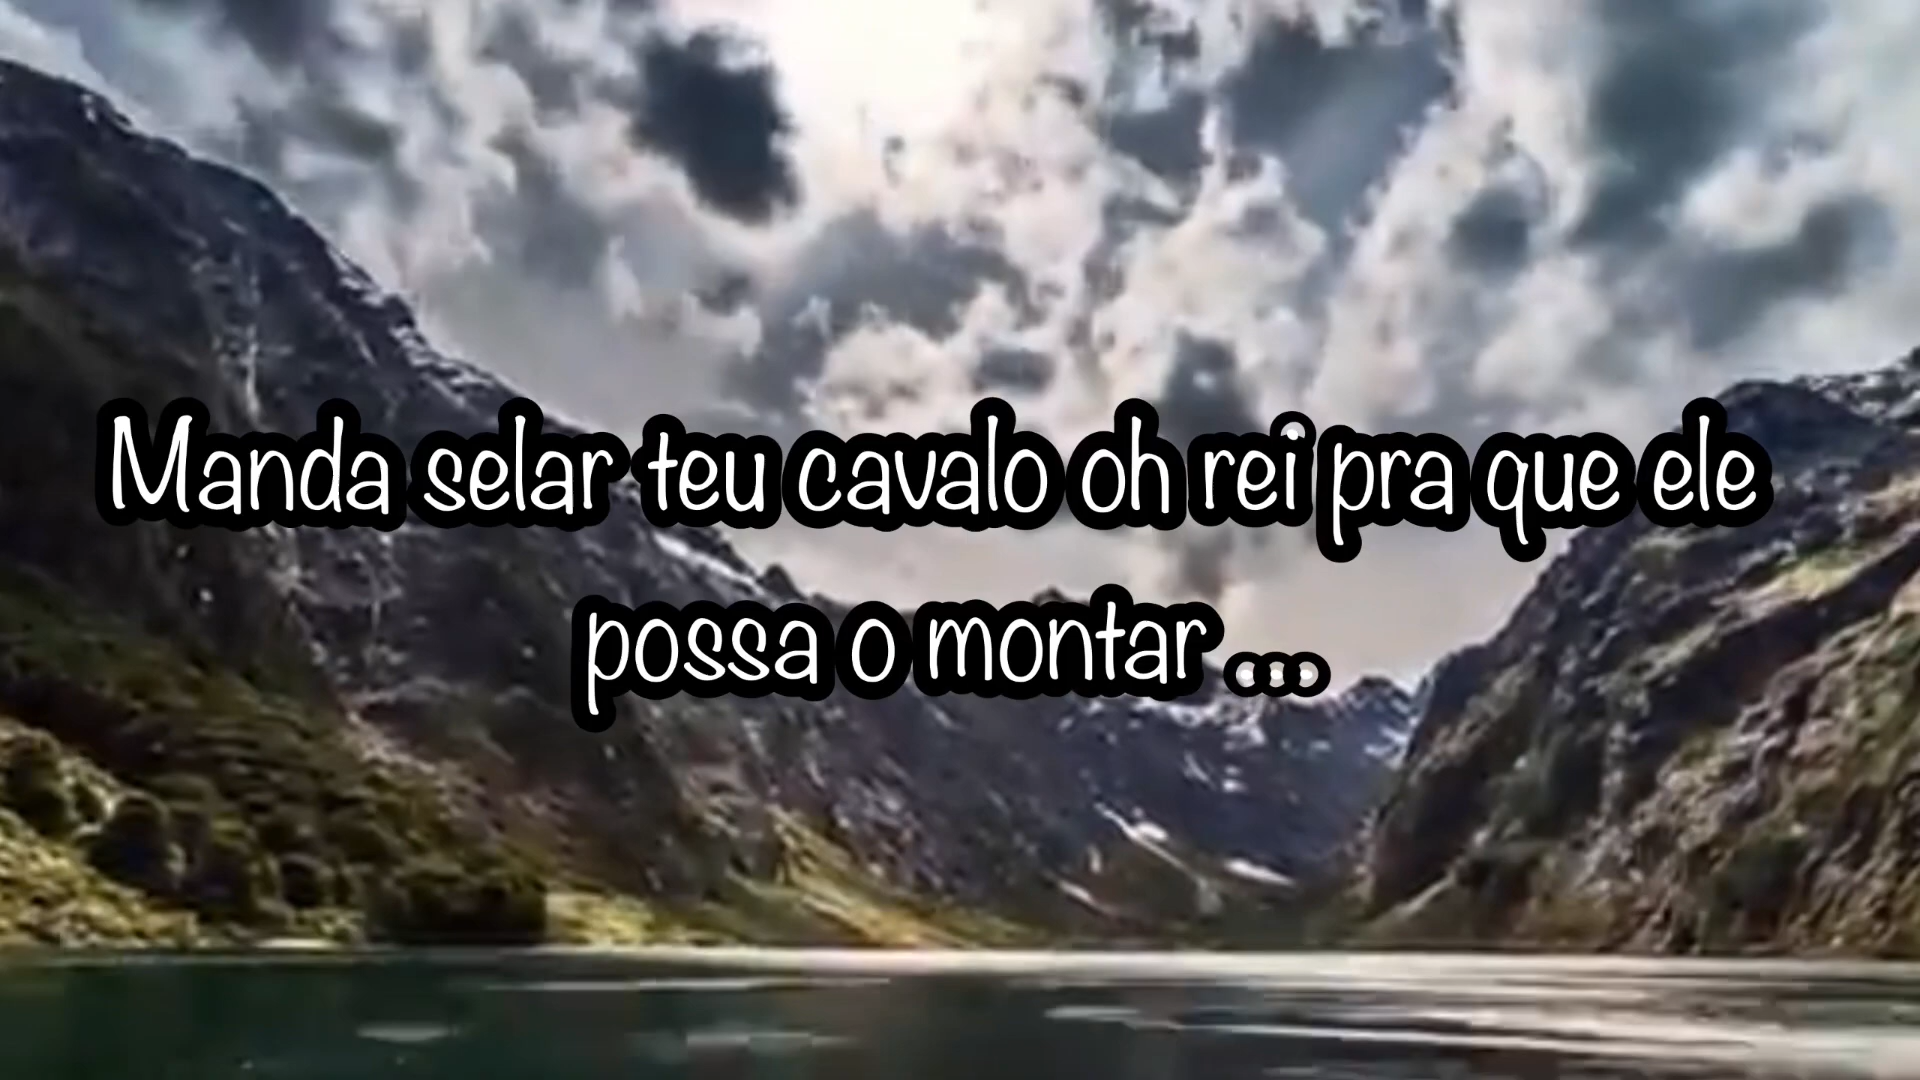 Manda selar teu cavalo oh rei pra que ele
possa o montar ....